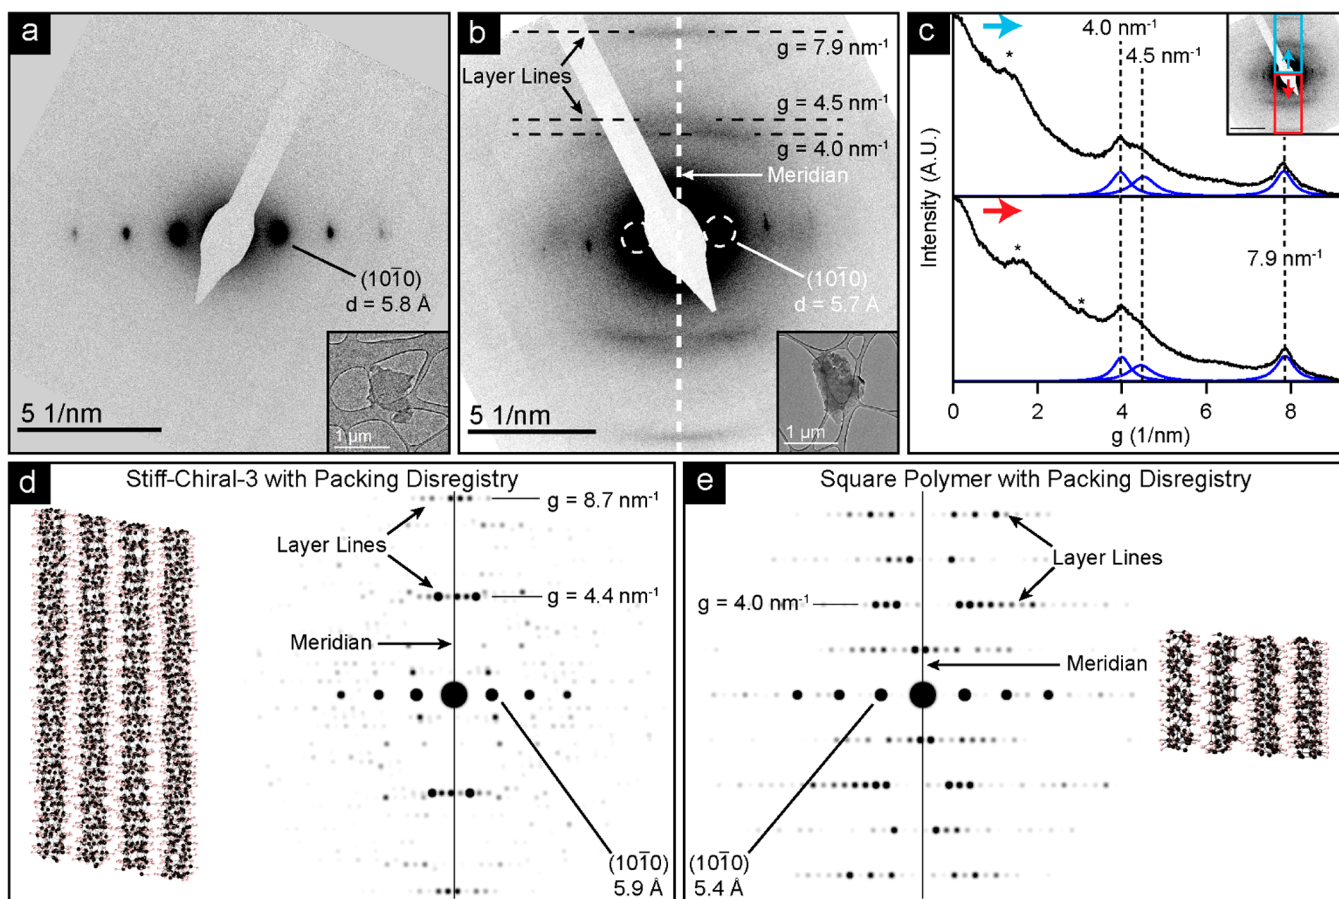 a
(101̄0)
d = 5.8 Å
5 1/nm
1 µm
b
g = 7.9 nm⁻¹
Layer Lines
g = 4.5 nm⁻¹
g = 4.0 nm⁻¹
Meridian
(101̄0)
d = 5.7 Å
5 1/nm
1 µm
c
4.0 nm⁻¹
4.5 nm⁻¹
*
Intensity (A.U.)
7.9 nm⁻¹
*
*
0 2 4 6 8
g (1/nm)
d
Stiff-Chiral-3 with Packing Disregistry
g = 8.7 nm⁻¹
Layer Lines
g = 4.4 nm⁻¹
Meridian
(101̄0)
5.9 Å
e
Square Polymer with Packing Disregistry
Layer Lines
g = 4.0 nm⁻¹
Meridian
(101̄0)
5.4 Å